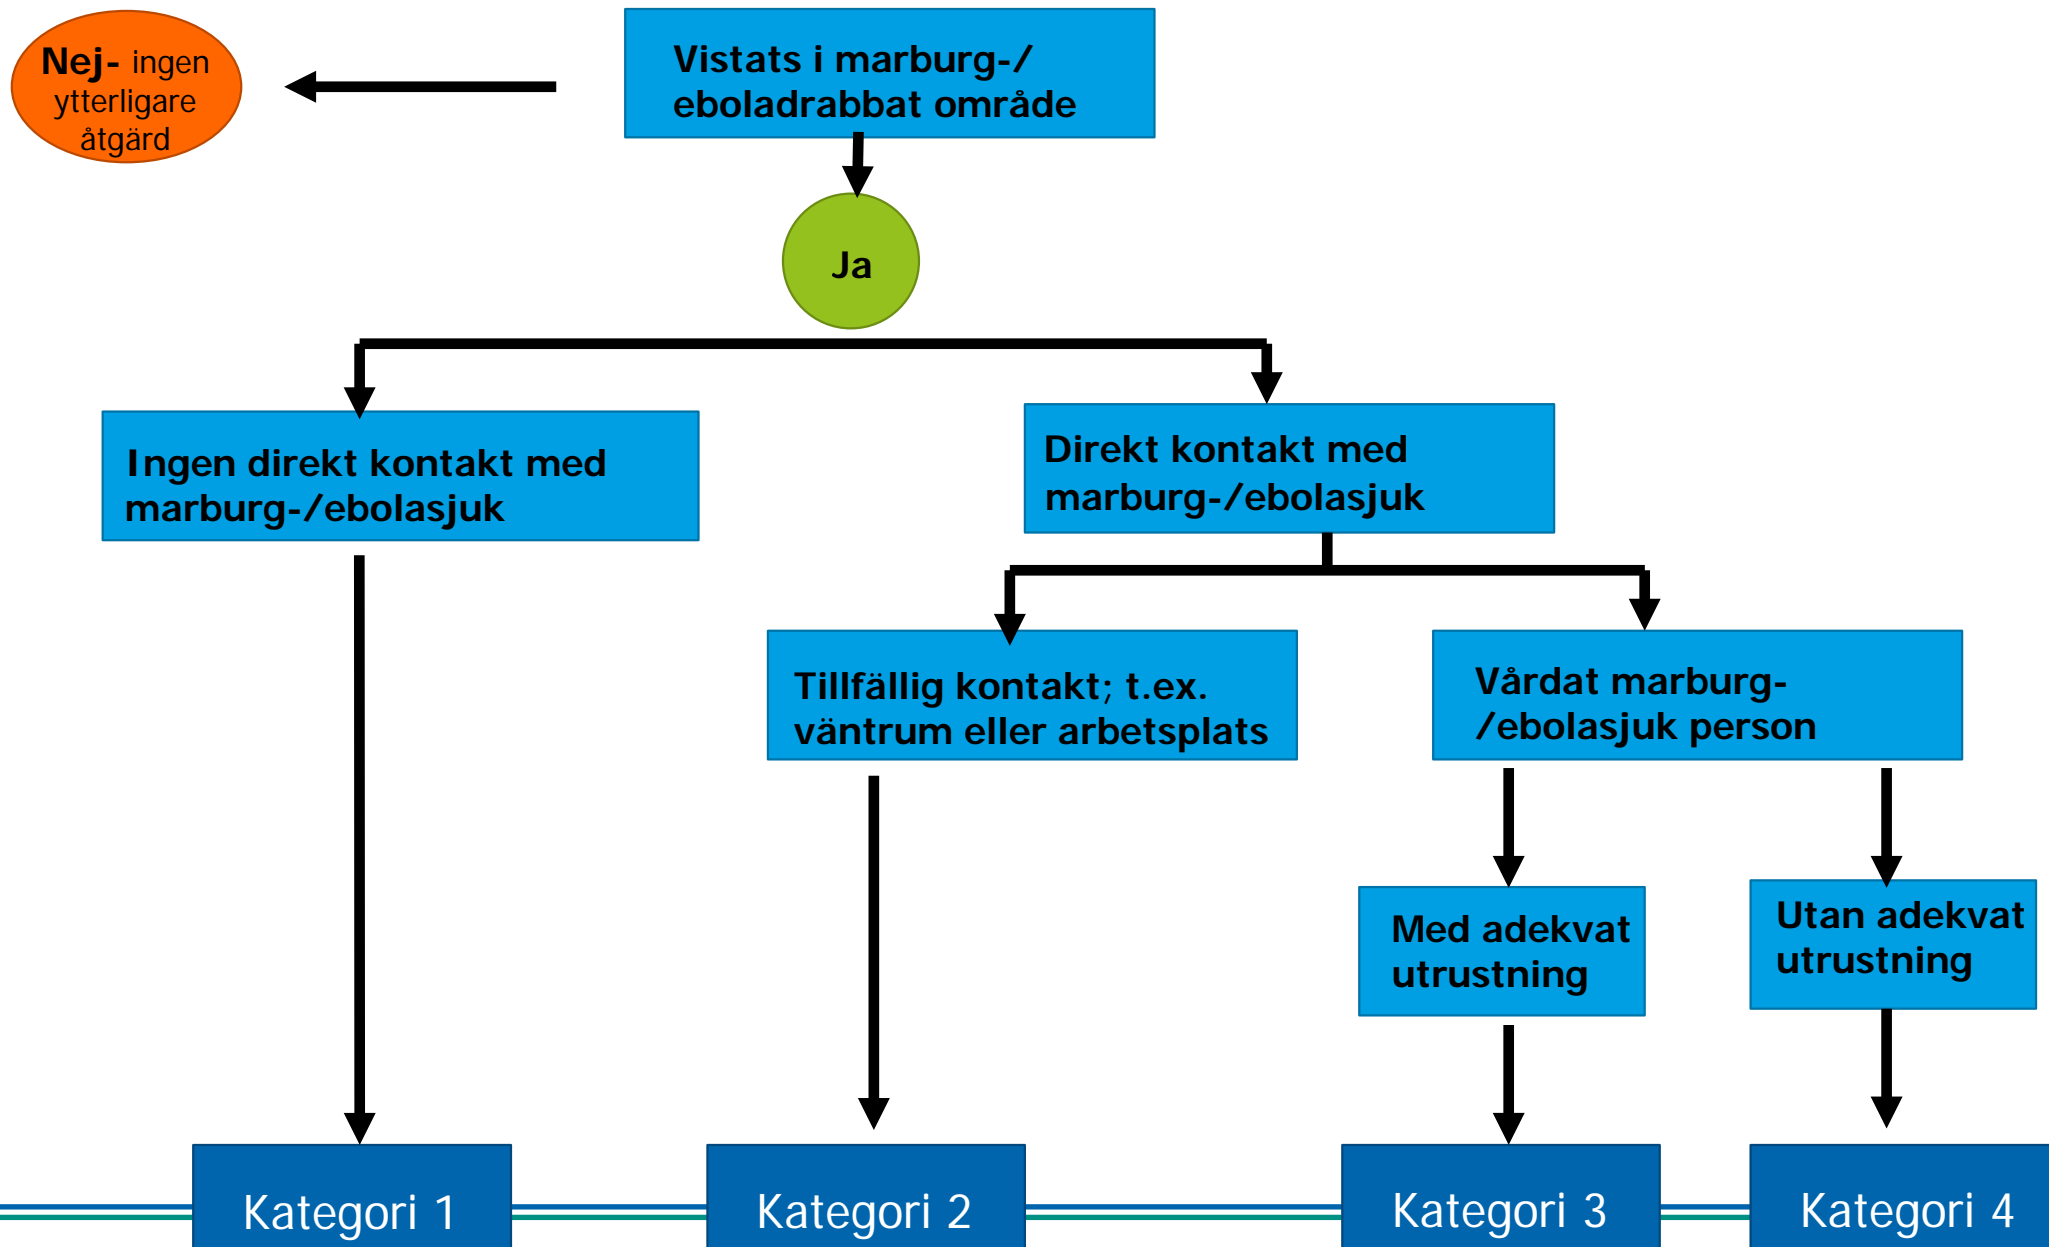 Nej- ingen
ytterligare
åtgärd
Vistats i marburg-/
eboladrabbat område
Ja
Ingen direkt kontakt med
marburg-/ebolasjuk
Direkt kontakt med
marburg-/ebolasjuk
Tillfällig kontakt; t.ex.
väntrum eller arbetsplats
Vårdat marburg-
/ebolasjuk person
Med adekvat
utrustning
Utan adekvat
utrustning
Kategori 1
Kategori 2
Kategori 3
Kategori 4